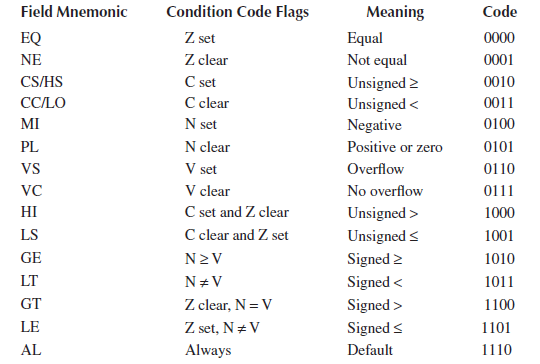 Field Mnemonic Condition Code Flags Meaning Code
EQ Z set Equal 0000
NE Z clear Not equal 0001
CS/HS C set Unsigned ≥ 0010
CC/LO C clear Unsigned < 0011
MI N set Negative 0100
PL N clear Positive or zero 0101
VS V set Overflow 0110
VC V clear No overflow 0111
HI C set and Z clear Unsigned > 1000
LS C clear and Z set Unsigned ≤ 1001
GE N ≥ V Signed ≥ 1010
LT N ≠ V Signed < 1011
GT Z clear, N = V Signed > 1100
LE Z set, N ≠ V Signed ≤ 1101
AL Always Default 1110